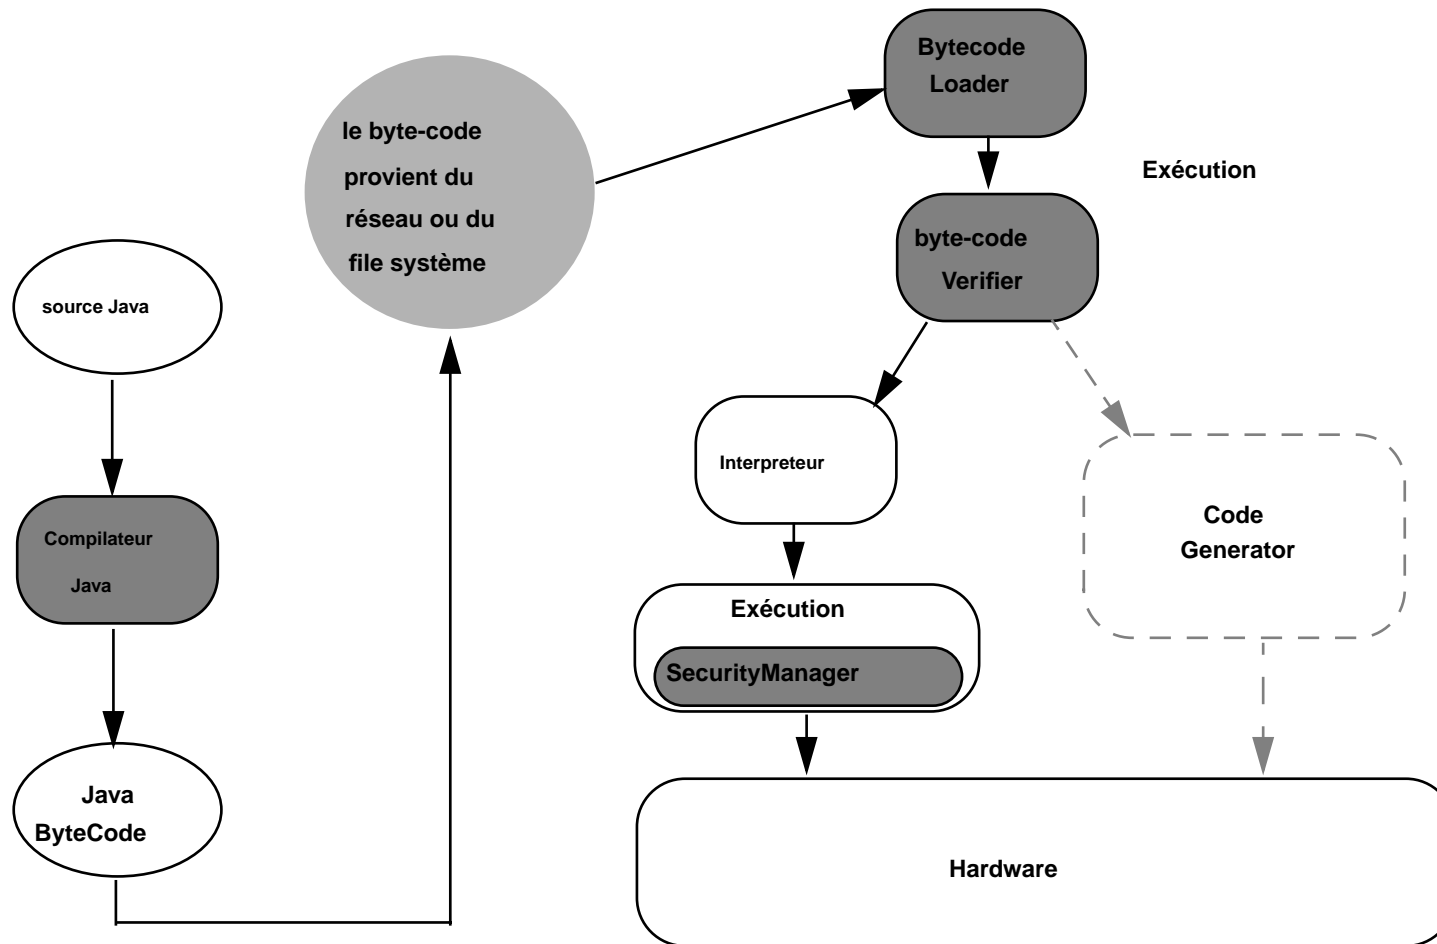 source Java
Compilateur
Java
Java
ByteCode
le byte-code
provient du
réseau ou du
file système
Bytecode
Loader
Exécution
byte-code
Verifier
Interpreteur
Code
Generator
Exécution
SecurityManager
Hardware